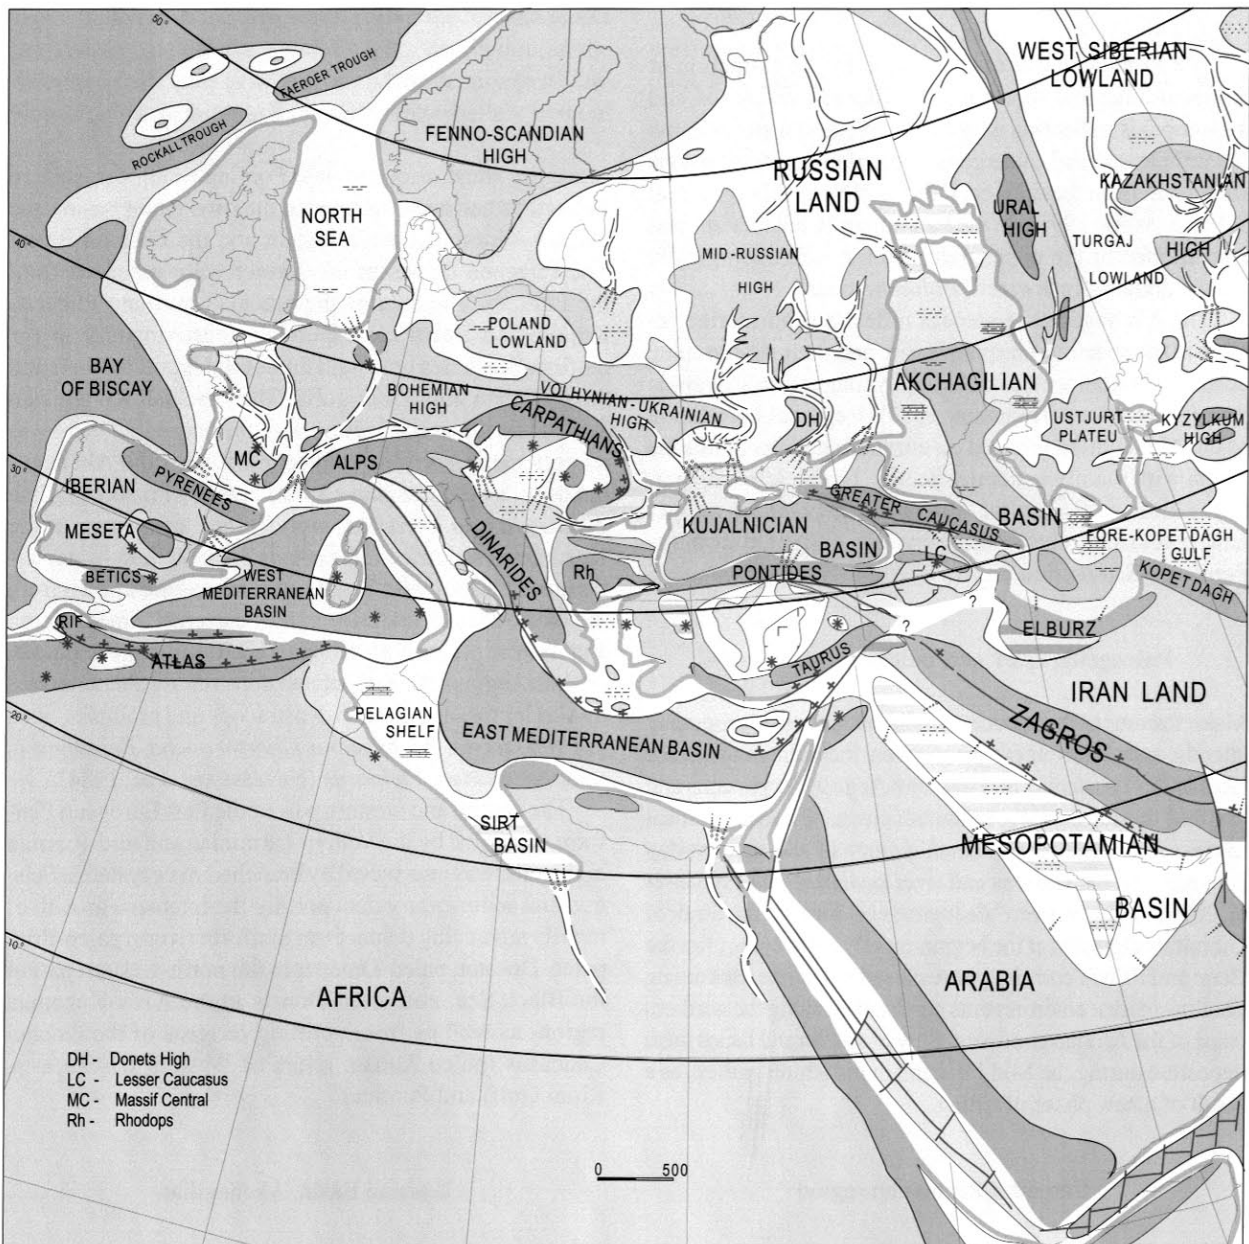 50°
FAEROER TROUGH
ROCKALL TROUGH
WEST SIBERIAN
LOWLAND
FENNO-SCANDIAN
HIGH
RUSSIAN
LAND
KAZAKHSTANIAN
HIGH
NORTH
SEA
URAL
HIGH
TURGAJ
LOWLAND
40°
MID-RUSSIAN
HIGH
POLAND
LOWLAND
BAY
OF BISCAY
BOHEMIAN
HIGH
VOLHYNIAN-UKRAINIAN
HIGH
AKCHAGILIAN
BASIN
CARPATHIANS
DH
USTJURT
PLATEU
KYZYLKUM
HIGH
MC
ALPS
30°
IBERIAN
MESETA
PYRENEES
GREATER CAUCASUS
KUJALNICIAN
BASIN
FORE-KOPET DAGH
GULF
DINARIDES
LC
BETICS
WEST
MEDITERRANEAN
BASIN
Rh
PONTIDES
KOPET DAGH
?
?
RIF
ATLAS
ELBURZ
TAURUS
IRAN LAND
ZAGROS
20°
PELAGIAN
SHELF
EAST MEDITERRANEAN BASIN
SIRT
BASIN
MESOPOTAMIAN
BASIN
10°
AFRICA
ARABIA
DH - Donets High
LC - Lesser Caucasus
MC - Massif Central
Rh - Rhodops
0 500